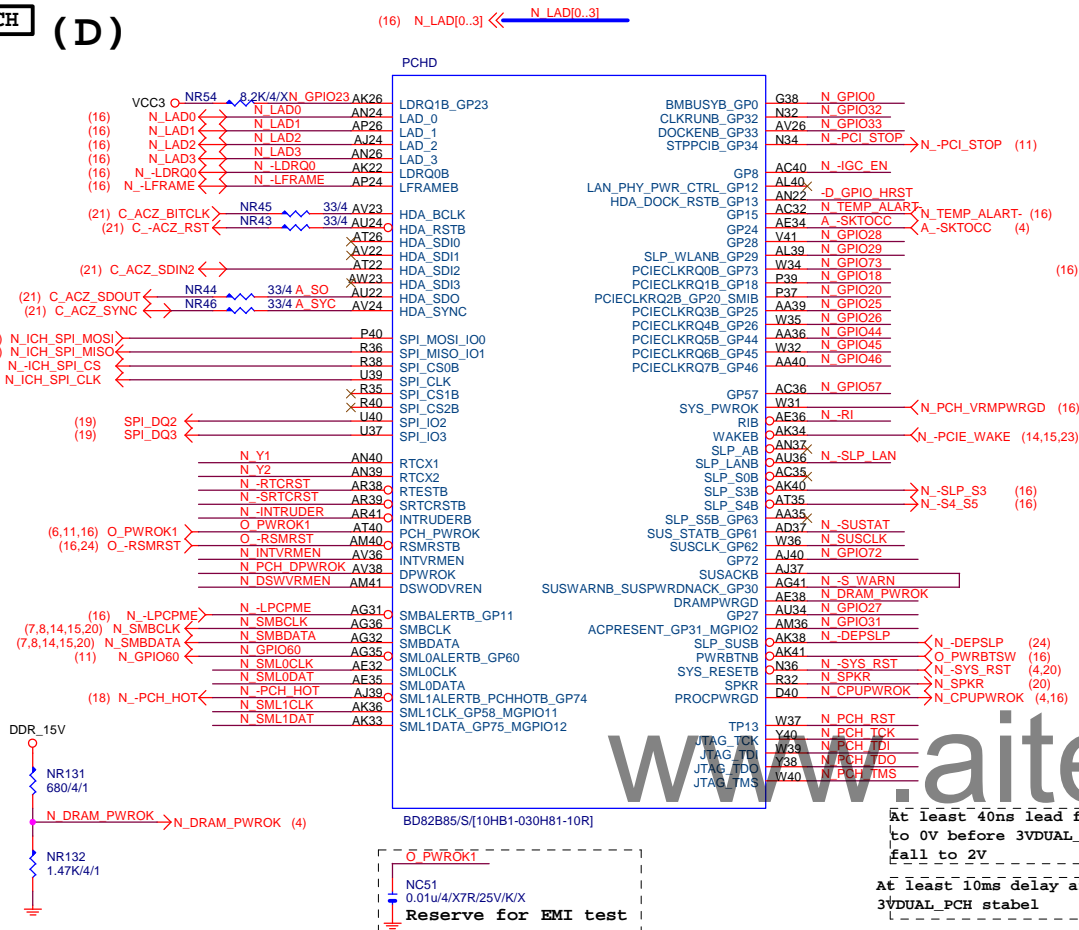 CH
(D)
(16) N_LAD[0..3]
N_LAD[0..3]
PCHD
VCC3 NR54 8.2K/4/X N_GPIO23 AK26 LDRQ1B_GP23
(16) N_LAD0 N_LAD0 AN24 LAD_0
(16) N_LAD1 N_LAD1 AP26 LAD_1
(16) N_LAD2 N_LAD2 AJ24 LAD_2
(16) N_LAD3 N_LAD3 AN26 LAD_3
(16) N_-LDRQ0 N_-LDRQ0 AK22 LDRQ0B
(16) N_-LFRAME N_-LFRAME AP24 LFRAMEB
(21) C_ACZ_BITCLK NR45 33/4 AV23 HDA_BCLK
(21) C_-ACZ_RST NR43 33/4 AU24 HDA_RSTB
AT26 HDA_SDI0
AV22 HDA_SDI1
(21) C_ACZ_SDIN2 AT22 HDA_SDI2
AW23 HDA_SDI3
(21) C_ACZ_SDOUT NR44 33/4 A_SO AU22 HDA_SDO
(21) C_ACZ_SYNC NR46 33/4 A_SYC AV24 HDA_SYNC
N_ICH_SPI_MOSI P40 SPI_MOSI_IO0
N_ICH_SPI_MISO R36 SPI_MISO_IO1
N_-ICH_SPI_CS R38 SPI_CS0B
N_ICH_SPI_CLK U39 SPI_CLK
R35 SPI_CS1B
R40 SPI_CS2B
(19) SPI_DQ2 U40 SPI_IO2
(19) SPI_DQ3 U37 SPI_IO3
N_Y1 AN40 RTCX1
N_Y2 AN39 RTCX2
N_-RTCRST AR38 RTESTB
N_-SRTCRST AR39 SRTCRSTB
N_-INTRUDER AR41 INTRUDERB
(6,11,16) O_PWROK1 O_PWROK1 AT40 PCH_PWROK
(16,24) O_-RSMRST O_-RSMRST AM40 RSMRSTB
N_INTVRMEN AV36 INTVRMEN
N_PCH_DPWROK AV38 DPWROK
N_DSWVRMEN AM41 DSWODVREN
(16) N_-LPCPME N_-LPCPME AG31 SMBALERTB_GP11
(7,8,14,15,20) N_SMBCLK N_SMBCLK AG36 SMBCLK
(7,8,14,15,20) N_SMBDATA N_SMBDATA AG32 SMBDATA
(11) N_GPIO60 N_GPIO60 AG35 SML0ALERTB_GP60
N_SML0CLK AE32 SML0CLK
N_SML0DAT AE35 SML0DATA
(18) N_-PCH_HOT N_-PCH_HOT AJ39 SML1ALERTB_PCHHOTB_GP74
N_SML1CLK AK36 SML1CLK_GP58_MGPIO11
N_SML1DAT AK33 SML1DATA_GP75_MGPIO12
BMBUSYB_GP0 G38 N_GPIO0
CLKRUNB_GP32 N32 N_GPIO32
DOCKENB_GP33 AV26 N_GPIO33
STPPCIB_GP34 N34 N_-PCI_STOP N_-PCI_STOP (11)
GP8 AC40 N_-IGC_EN
LAN_PHY_PWR_CTRL_GP12 AL40
HDA_DOCK_RSTB_GP13 AN22 -D_GPIO_HRST
GP15 AC32 N_TEMP_ALART- N_TEMP_ALART- (16)
GP24 AE34 A_-SKTOCC A_-SKTOCC (4)
GP28 V41 N_GPIO28
SLP_WLANB_GP29 AL39 N_GPIO29
PCIECLKRQ0B_GP73 W34 N_GPIO73 (16)
PCIECLKRQ1B_GP18 P39 N_GPIO18
PCIECLKRQ2B_GP20_SMIB P37 N_GPIO20
PCIECLKRQ3B_GP25 AA39 N_GPIO25
PCIECLKRQ4B_GP26 W35 N_GPIO26
PCIECLKRQ5B_GP44 AA36 N_GPIO44
PCIECLKRQ6B_GP45 W32 N_GPIO45
PCIECLKRQ7B_GP46 AA40 N_GPIO46
GP57 AC36 N_GPIO57
SYS_PWROK W31 N_PCH_VRMPWRGD (16)
RIB AE36 N_-RI
WAKEB AK34 N_-PCIE_WAKE (14,15,23)
SLP_AB AN37
SLP_LANB AU36 N_-SLP_LAN
SLP_S0B AC35
SLP_S3B AK40 N_-SLP_S3 (16)
SLP_S4B AT35 N_-S4_S5 (16)
SLP_S5B_GP63 AA35
SUS_STATB_GP61 AD37 N_-SUSTAT
SUSCLK_GP62 W36 N_SUSCLK
GP72 AJ40 N_GPIO72
SUSACKB AJ37
SUSWARNB_SUSPWRDNACK_GP30 AG41 N_-S_WARN
DRAMPWRGD AE38 N_DRAM_PWROK
GP27 AU34 N_GPIO27
ACPRESENT_GP31_MGPIO2 AM36 N_GPIO31
SLP_SUSB AK38 N_-DEPSLP N_-DEPSLP (24)
PWRBTNB AK41 O_PWRBTSW (16)
SYS_RESETB N36 N_-SYS_RST N_-SYS_RST (4,20)
SPKR R32 N_SPKR N_SPKR (20)
PROCPWRGD D40 N_CPUPWROK N_CPUPWROK (4,16)
TP13 W37 N_PCH_RST
JTAG_TCK Y40 N_PCH_TCK
JTAG_TDI W39 N_PCH_TDI
JTAG_TDO Y38 N_PCH_TDO
JTAG_TMS W40 N_PCH_TMS
www.aite
BD82B85/S/[10HB1-030H81-10R]
DDR_15V
NR131
680/4/1
N_DRAM_PWROK N_DRAM_PWROK (4)
NR132
1.47K/4/1
O_PWROK1
NC51
0.01u/4/X7R/25V/K/X
Reserve for EMI test
At least 40ns lead f
to 0V before 3VDUAL_
fall to 2V
At least 10ms delay a
3VDUAL_PCH stabel